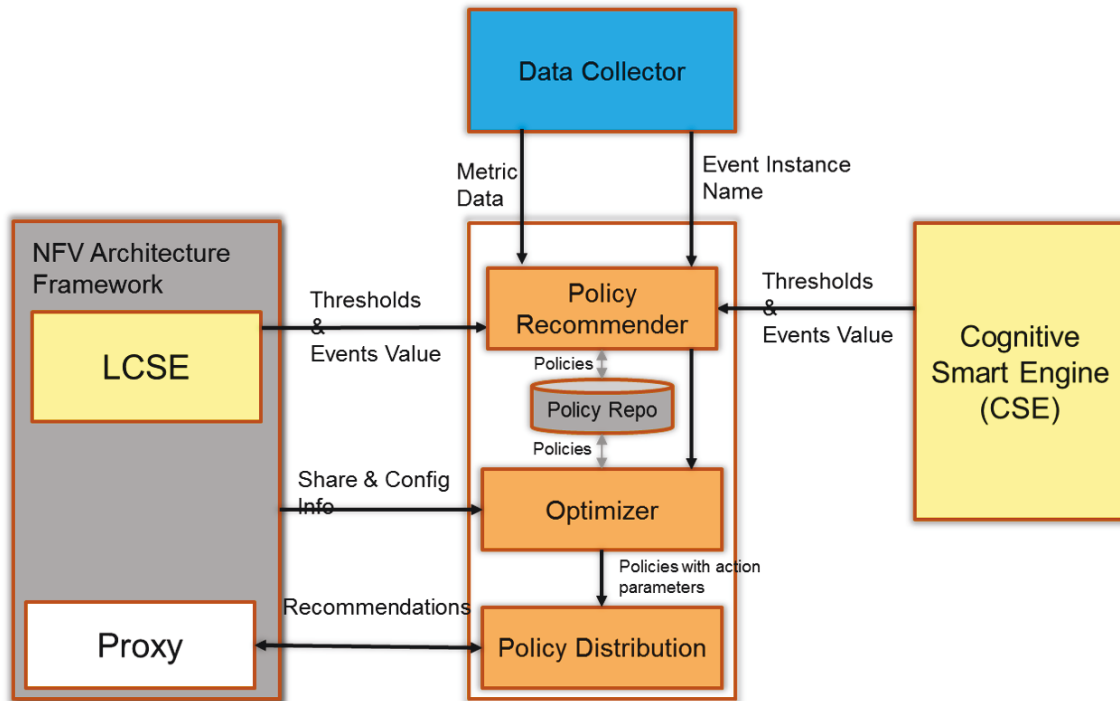 Data Collector
Metric
Data
Event Instance
Name
NFV Architecture
Framework
LCSE
Thresholds
&
Events Value
Policy
Recommender
Thresholds
&
Events Value
Cognitive
Smart Engine
(CSE)
Policies
Policy Repo
Policies
Share & Config
Info
Optimizer
Policies with action
parameters
Recommendations
Proxy
Policy Distribution